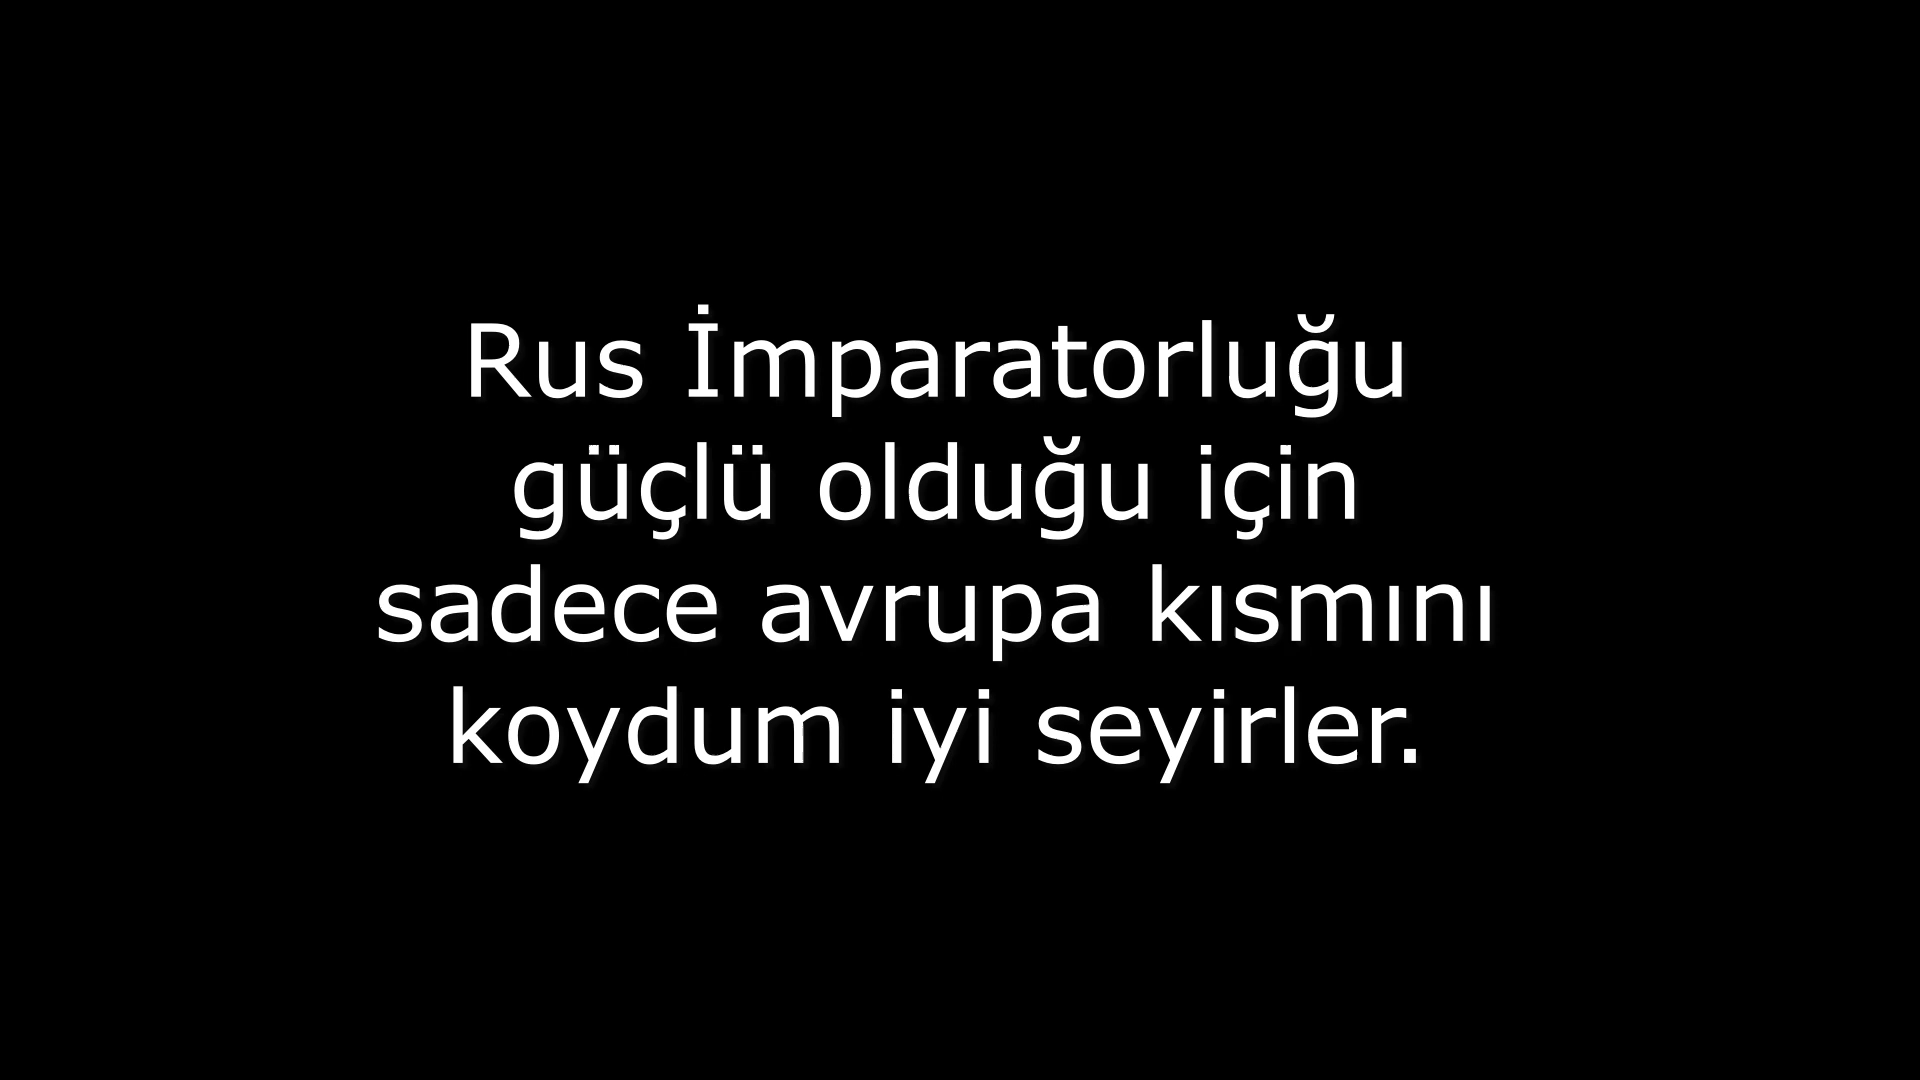 Rus İmparatorluğu
güçlü olduğu için
sadece avrupa kısmını
koydum iyi seyirler.